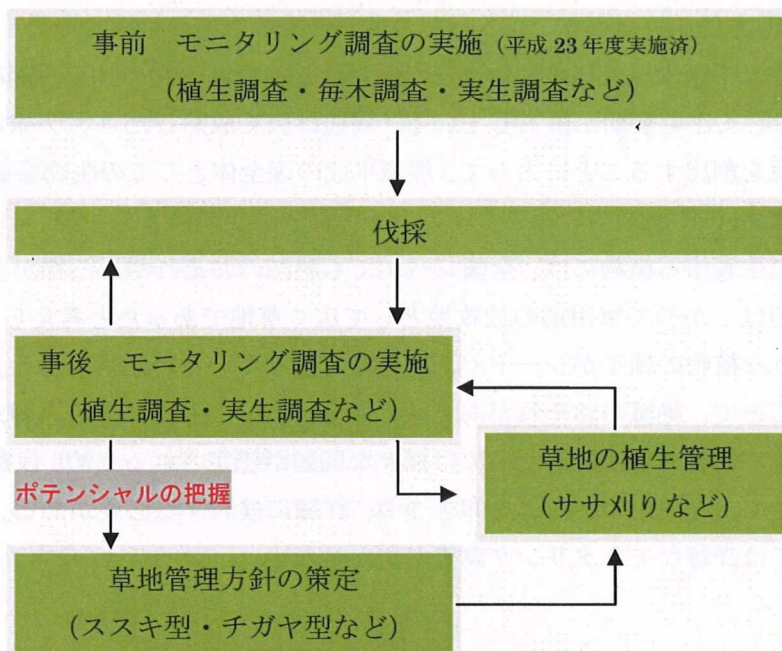 事前　モニタリング調査の実施（平成 23 年度実施済）
（植生調査・毎木調査・実生調査など）
伐採
事後　モニタリング調査の実施
（植生調査・実生調査など）
草地の植生管理
（ササ刈りなど）
ポテンシャルの把握
草地管理方針の策定
（ススキ型・チガヤ型など）